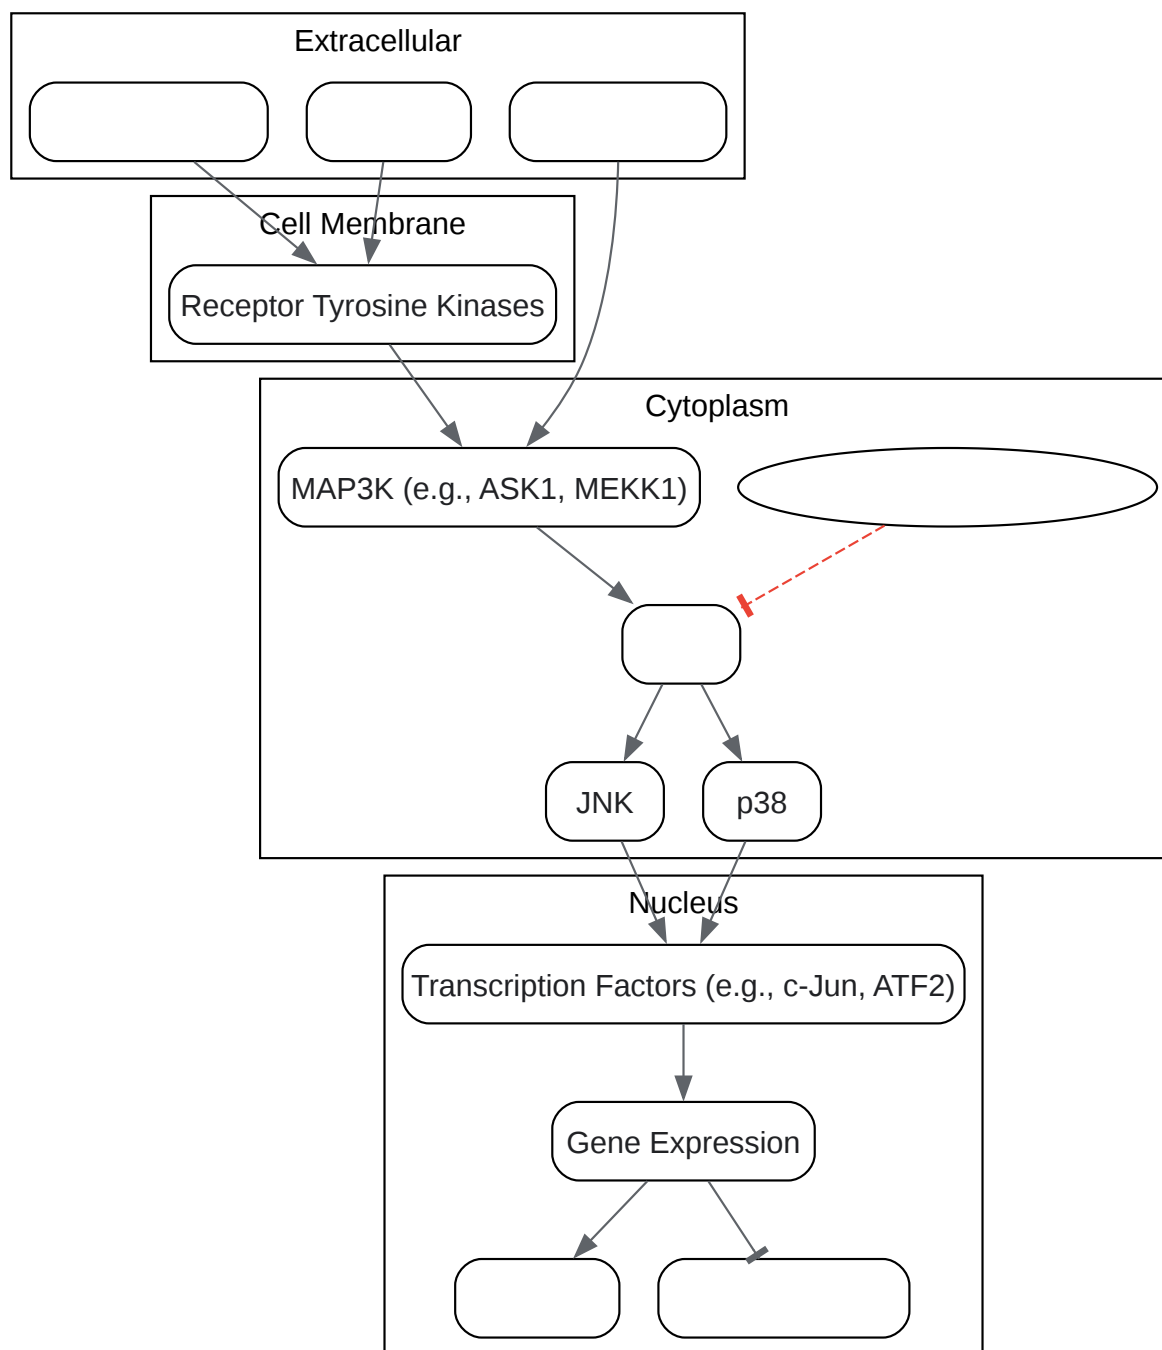 Extracellular
Cell Membrane
Receptor Tyrosine Kinases
Cytoplasm
MAP3K (e.g., ASK1, MEKK1)
JNK
p38
Nucleus
Transcription Factors (e.g., c-Jun, ATF2)
Gene Expression